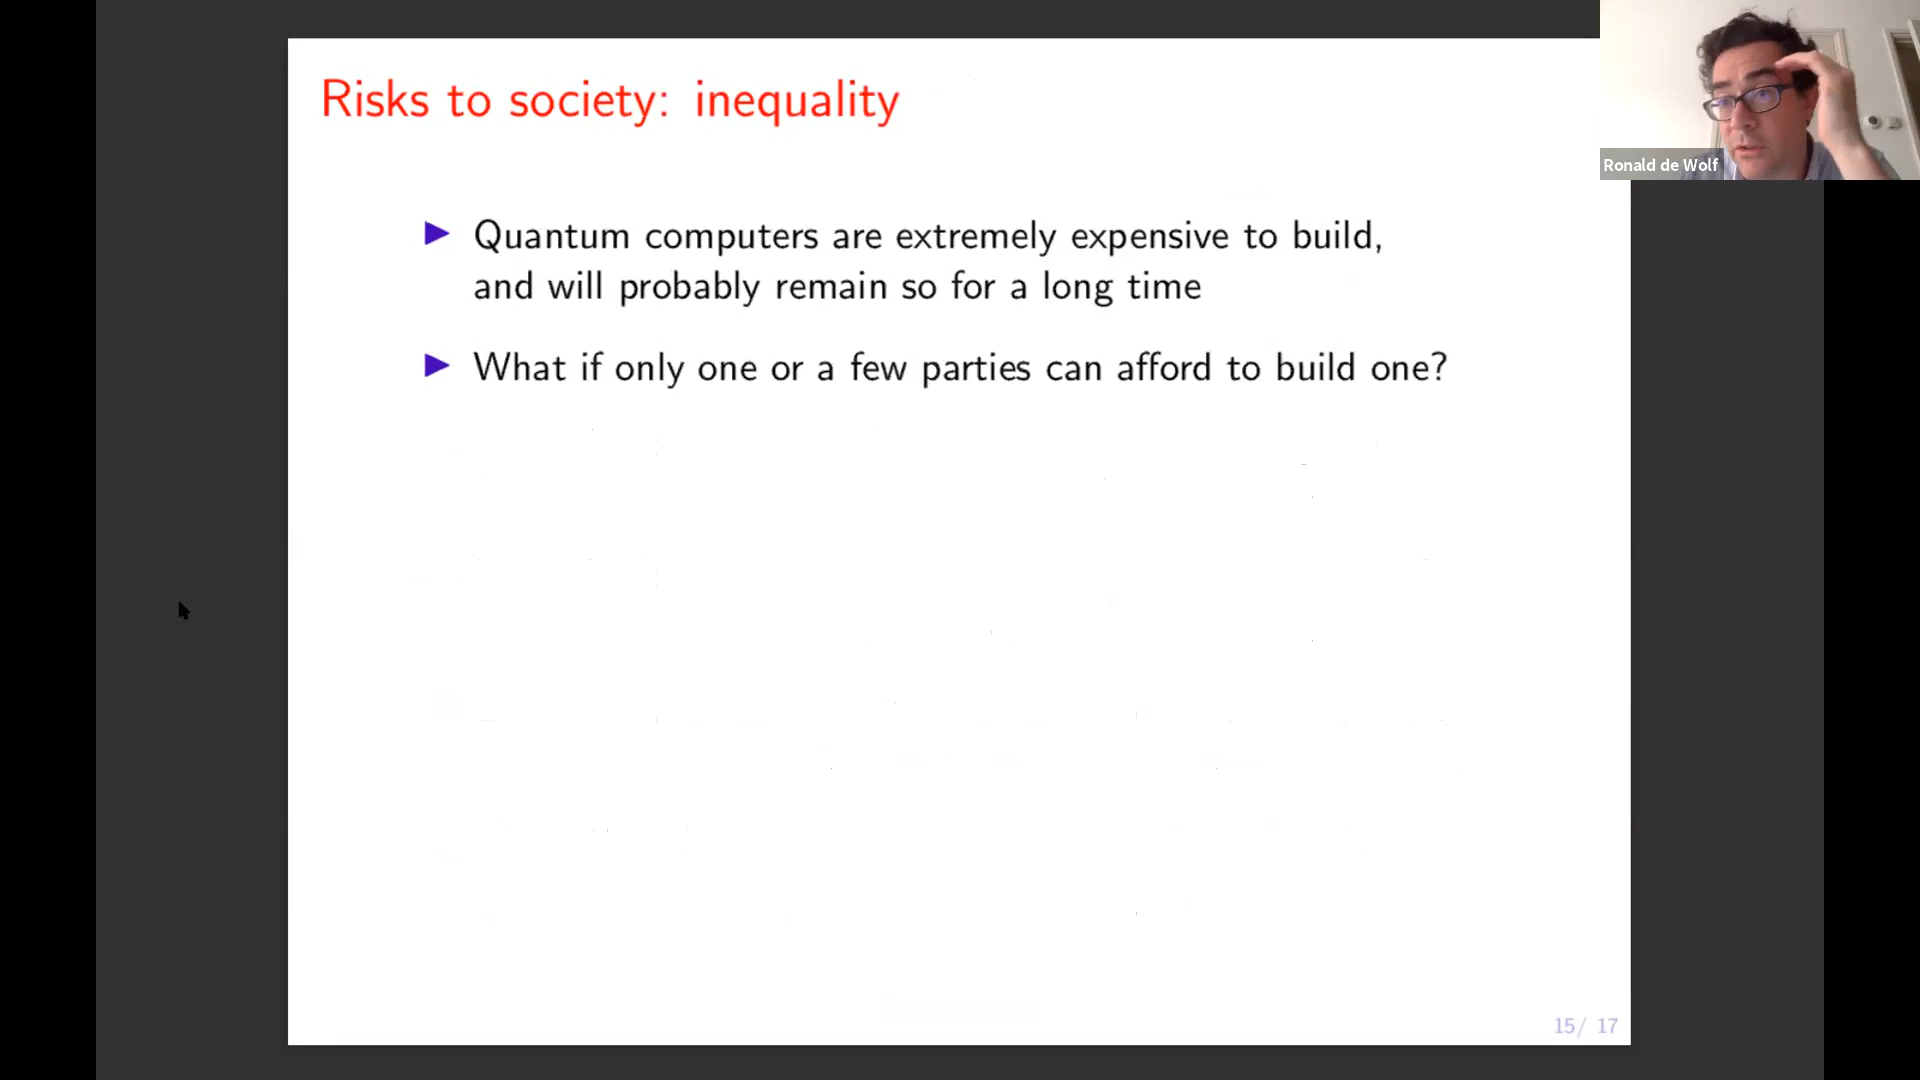 Risks to society: inequality
Ronald de Wolf
▶ Quantum computers are extremely expensive to build,
and will probably remain so for a long time
▶ What if only one or a few parties can afford to build one?
15/ 17